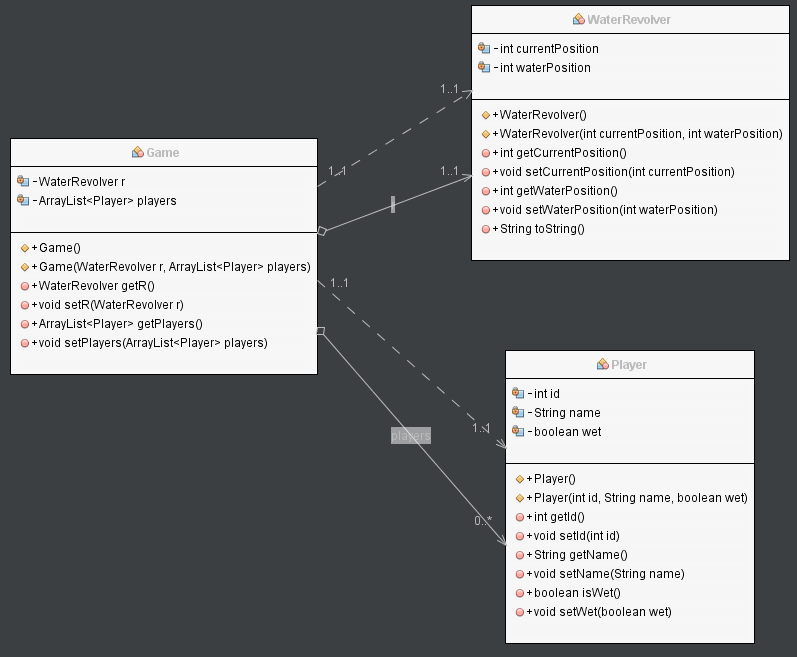 WaterRevolver
- int currentPosition
- int waterPosition
+ WaterRevolver()
+ WaterRevolver(int currentPosition, int waterPosition)
+ int getCurrentPosition()
+ void setCurrentPosition(int currentPosition)
+ int getWaterPosition()
+ void setWaterPosition(int waterPosition)
+ String toString()
1..1
1..1
1..1
Game
- WaterRevolver r
- ArrayList<Player> players
+ Game()
+ Game(WaterRevolver r, ArrayList<Player> players)
+ WaterRevolver getR()
+ void setR(WaterRevolver r)
+ ArrayList<Player> getPlayers()
+ void setPlayers(ArrayList<Player> players)
1..1
players
1..1
0..*
Player
- int id
- String name
- boolean wet
+ Player()
+ Player(int id, String name, boolean wet)
+ int getId()
+ void setId(int id)
+ String getName()
+ void setName(String name)
+ boolean isWet()
+ void setWet(boolean wet)